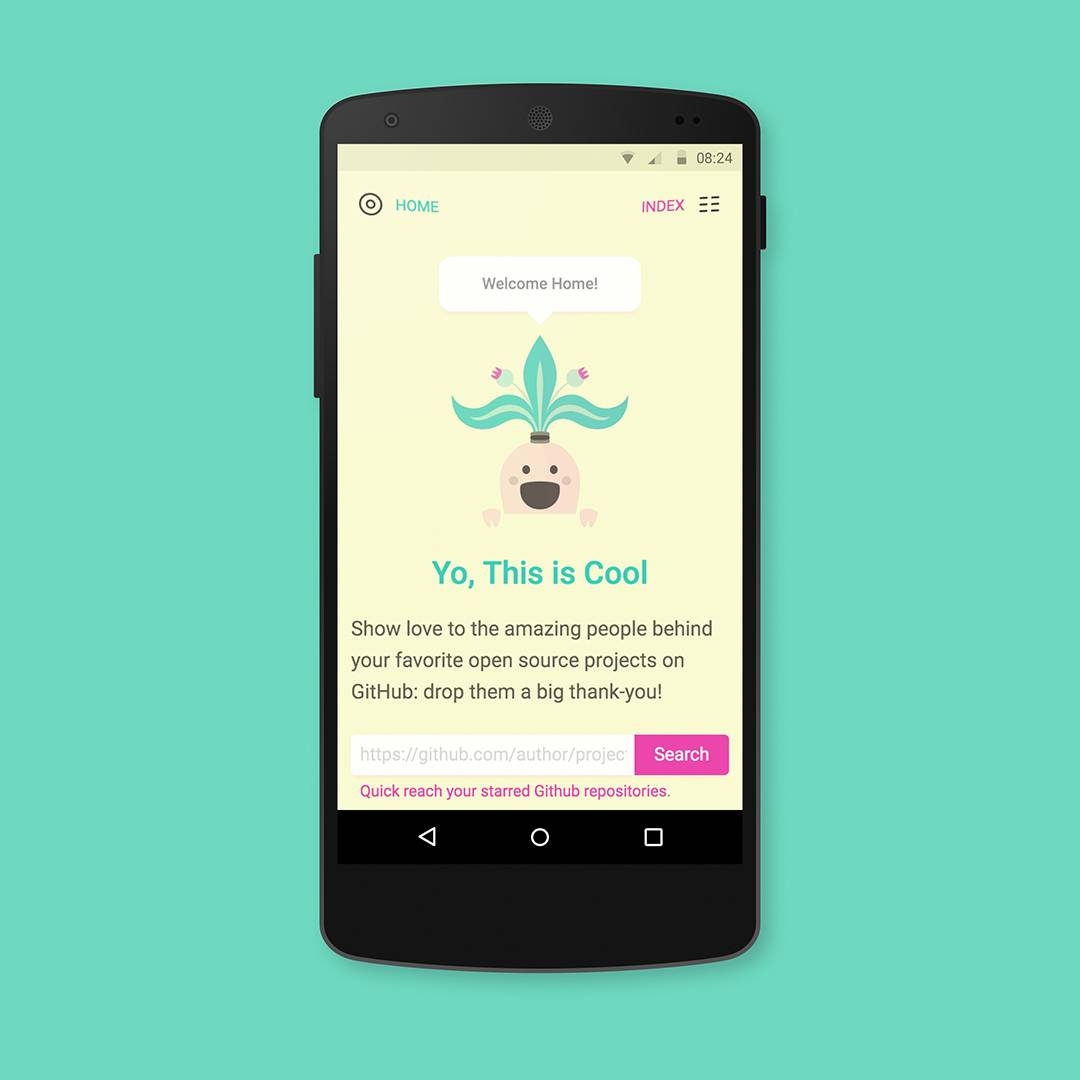 08:24
HOME
INDEX
Welcome Home!
Yo, This is Cool
Show love to the amazing people behind
your favorite open source projects on
GitHub: drop them a big thank-you!
https://github.com/author/projec
Search
Quick reach your starred Github repositories.